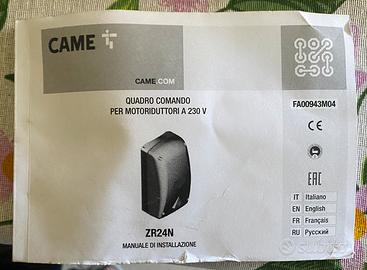 CAME
CAME.COM
QUADRO COMANDO
PER MOTORIDUTTORI A 230 V
FA00943M04
CE
EAC
ZR24N
MANUALE DI INSTALLAZIONE
IT Italiano
EN English
FR Français
RU Русский
subito